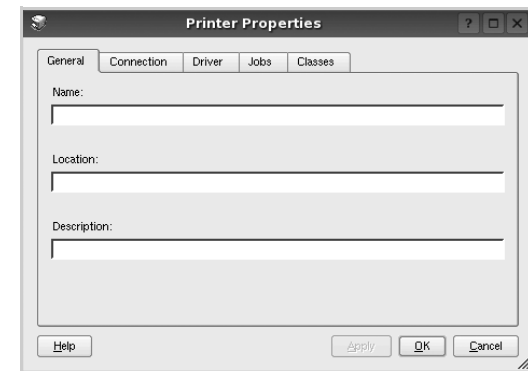 Printer Properties
?
General Connection Driver Jobs Classes
Name:
Location:
Description:
Help Apply OK Cancel